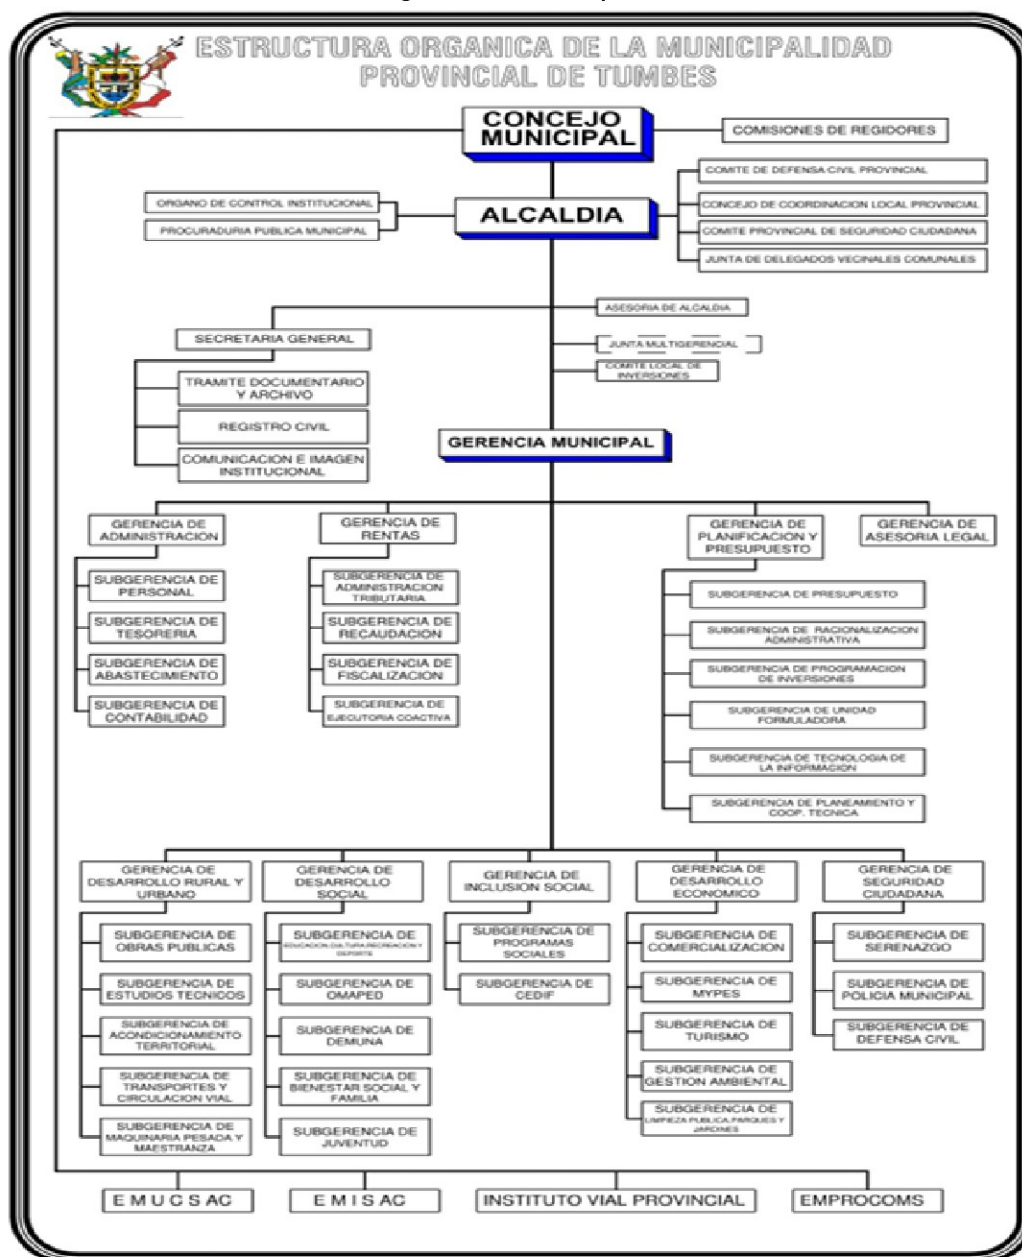 ESTRUCTURA ORGANICA DE LA MUNICIPALIDAD
PROVINCIAL DE TUMBES
CONCEJO
MUNICIPAL
COMISIONES DE REGIDORES
COMITE DE DEFENSA CIVIL PROVINCIAL
ORGANO DE CONTROL INSTITUCIONAL
ALCALDIA
CONCEJO DE COORDINACION LOCAL PROVINCIAL
PROCURADURIA PUBLICA MUNICIPAL
COMITE PROVINCIAL DE SEGURIDAD CIUDADANA
JUNTA DE DELEGADOS VECINALES COMUNALES
ASESORIA DE ALCALDIA
SECRETARIA GENERAL
JUNTA MULTIGERENCIAL
COMITE LOCAL DE
INVERSIONES
TRAMITE DOCUMENTARIO
Y ARCHIVO
REGISTRO CIVIL
COMUNICACION E IMAGEN
INSTITUCIONAL
GERENCIA MUNICIPAL
GERENCIA DE
ADMINISTRACION
GERENCIA DE
RENTAS
GERENCIA DE
PLANIFICACION Y
PRESUPUESTO
GERENCIA DE
ASESORIA LEGAL
SUBGERENCIA DE
PERSONAL
SUBGERENCIA DE
TESORERIA
SUBGERENCIA DE
ABASTECIMIENTO
SUBGERENCIA DE
CONTABILIDAD
SUBGERENCIA DE
ADMINISTRACION
TRIBUTARIA
SUBGERENCIA DE
RECAUDACION
SUBGERENCIA DE
FISCALIZACION
SUBGERENCIA DE
EJECUTORIA COACTIVA
SUBGERENCIA DE PRESUPUESTO
SUBGERENCIA DE RACIONALIZACION
ADMINISTRATIVA
SUBGERENCIA DE PROGRAMACION
DE INVERSIONES
SUBGERENCIA DE UNIDAD
FORMULADORA
SUBGERENCIA DE TECNOLOGIA DE
LA INFORMACION
SUBGERENCIA DE PLANEAMIENTO Y
COOP. TECNICA
GERENCIA DE
DESARROLLO RURAL Y
URBANO
SUBGERENCIA DE
OBRAS PUBLICAS
SUBGERENCIA DE
ESTUDIOS TECNICOS
SUBGERENCIA DE
ACONDICIONAMIENTO
TERRITORIAL
SUBGERENCIA DE
TRANSPORTES Y
CIRCULACION VIAL
SUBGERENCIA DE
MAQUINARIA PESADA Y
MAESTRANZA
GERENCIA DE
DESARROLLO
SOCIAL
SUBGERENCIA DE
EDUCACION,CULTURA,RECREACION Y
DEPORTE
SUBGERENCIA DE
OMAPED
SUBGERENCIA DE
DEMUNA
SUBGERENCIA DE
BIENESTAR SOCIAL Y
FAMILIA
SUBGERENCIA DE
JUVENTUD
GERENCIA DE
INCLUSION SOCIAL
SUBGERENCIA DE
PROGRAMAS
SOCIALES
SUBGERENCIA DE
CEDIF
GERENCIA DE
DESARROLLO
ECONOMICO
SUBGERENCIA DE
COMERCIALIZACION
SUBGERENCIA DE
MYPES
SUBGERENCIA DE
TURISMO
SUBGERENCIA DE
GESTION AMBIENTAL
SUBGERENCIA DE
LIMPIEZA PUBLICA,PARQUES Y
JARDINES
GERENCIA DE
SEGURIDAD
CIUDADANA
SUBGERENCIA DE
SERENAZGO
SUBGERENCIA DE
POLICIA MUNICIPAL
SUBGERENCIA DE
DEFENSA CIVIL
E M U C S AC
E M I S AC
INSTITUTO VIAL PROVINCIAL
EMPROCOMS